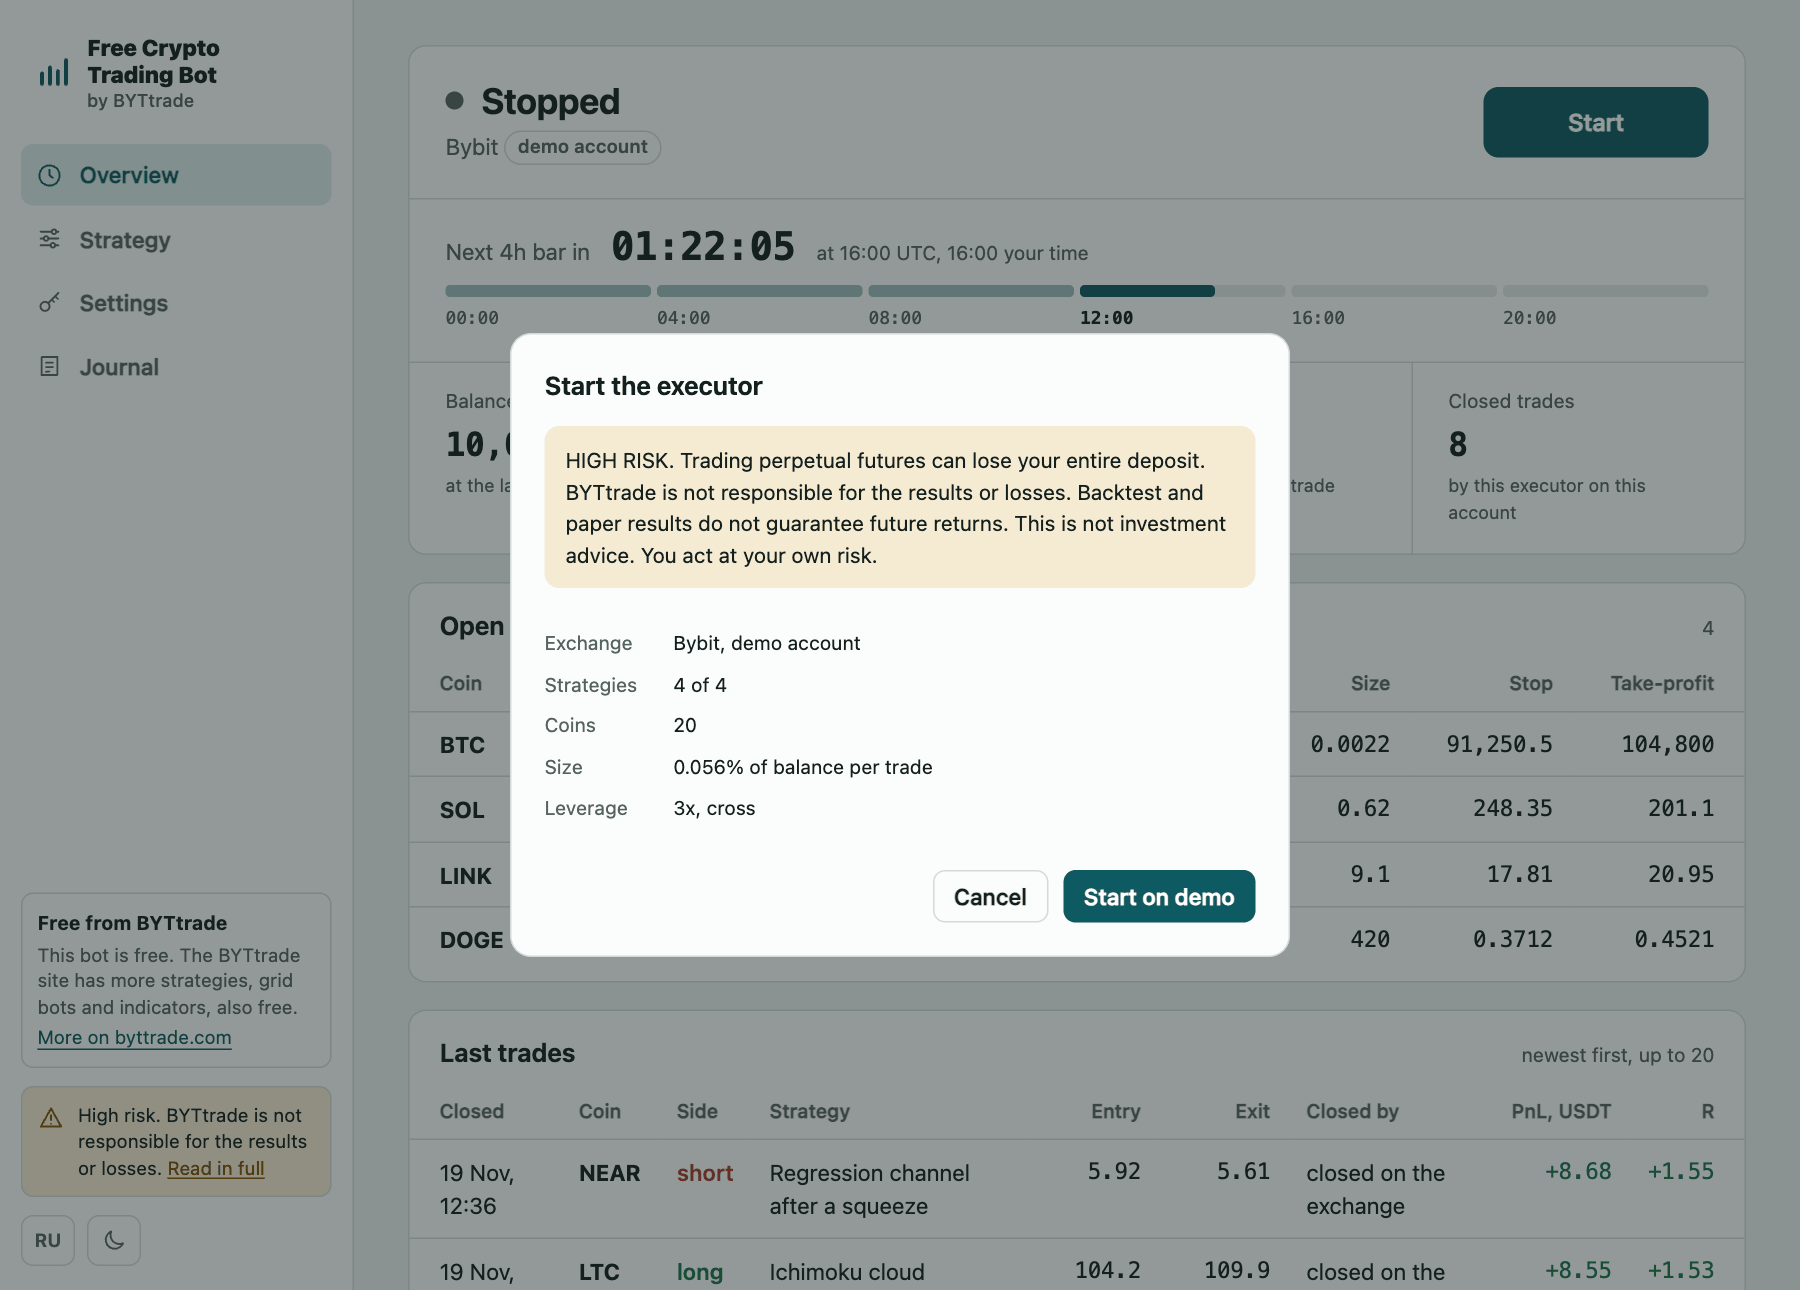 Free Crypto
Trading Bot
by BYTtrade
Overview
Strategy
Settings
Journal
Free from BYTtrade
This bot is free. The BYTtrade
site has more strategies, grid
bots and indicators, also free.
More on byttrade.com
High risk. BYTtrade is not
responsible for the results
or losses. Read in full
RU
Stopped
Bybit demo account
Start
Next 4h bar in 01:22:05 at 16:00 UTC, 16:00 your time
00:00 04:00 08:00 12:00 16:00 20:00
Balance
10,
at the
trade
Closed trades
8
by this executor on this
account
Start the executor
HIGH RISK. Trading perpetual futures can lose your entire deposit.
BYTtrade is not responsible for the results or losses. Backtest and
paper results do not guarantee future returns. This is not investment
advice. You act at your own risk.
Exchange Bybit, demo account
Strategies 4 of 4
Coins 20
Size 0.056% of balance per trade
Leverage 3x, cross
Cancel Start on demo
Open 4
Coin Size Stop Take-profit
BTC 0.0022 91,250.5 104,800
SOL 0.62 248.35 201.1
LINK 9.1 17.81 20.95
DOGE 420 0.3712 0.4521
Last trades newest first, up to 20
Closed Coin Side Strategy Entry Exit Closed by PnL, USDT R
19 Nov, NEAR short Regression channel 5.92 5.61 closed on the +8.68 +1.55
12:36 after a squeeze exchange
19 Nov, LTC long Ichimoku cloud 104.2 109.9 closed on the +8.55 +1.53